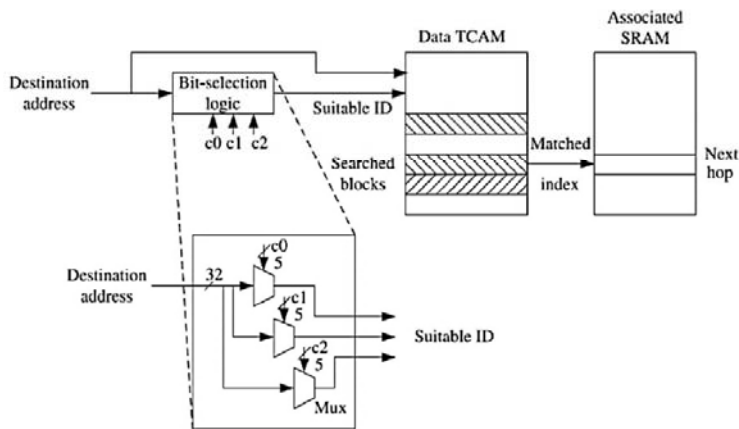 Associated
SRAM
Data TCAM
Destination
address
Bit-selection
logic
Suitable ID
c0 c1 c2
Searched
blocks
Matched
index
Next
hop
Destination
address
32
c0
5
c1
5
c2
5
Mux
Suitable ID